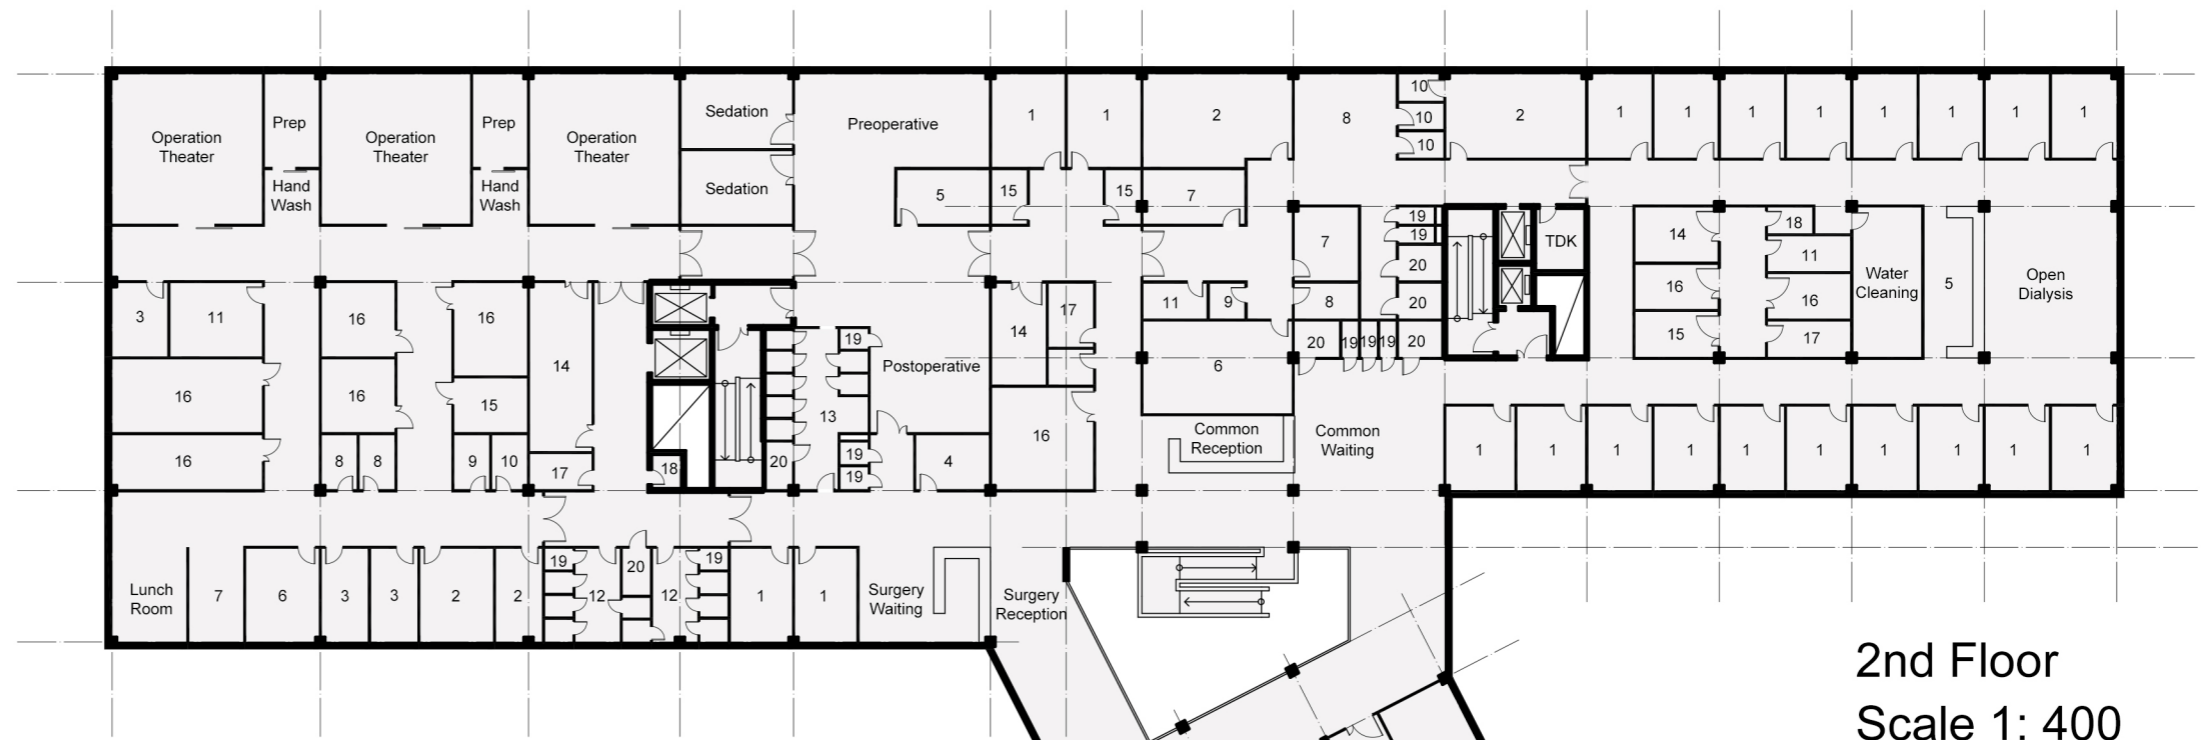 Operation
Theater
Prep
Hand
Wash
Operation
Theater
Prep
Hand
Wash
Operation
Theater
Sedation
Sedation
Preoperative
5
1
1
15
15
2
7
8
10
10
10
2
1
1
1
1
1
1
1
1
3
11
16
16
16
16
8
8
16
15
9
10
14
17
18
20
13
19
19
19
Postoperative
4
14
17
16
11
9
6
7
8
19
19
20
20
20
19
19
19
20
TDK
14
16
15
18
11
16
17
Water
Cleaning
5
Open
Dialysis
Common
Reception
Common
Waiting
1
1
1
1
1
1
1
1
1
1
Lunch
Room
7
6
3
3
2
2
19
12
20
12
19
1
1
Surgery
Waiting
Surgery
Reception
2nd Floor
Scale 1: 400